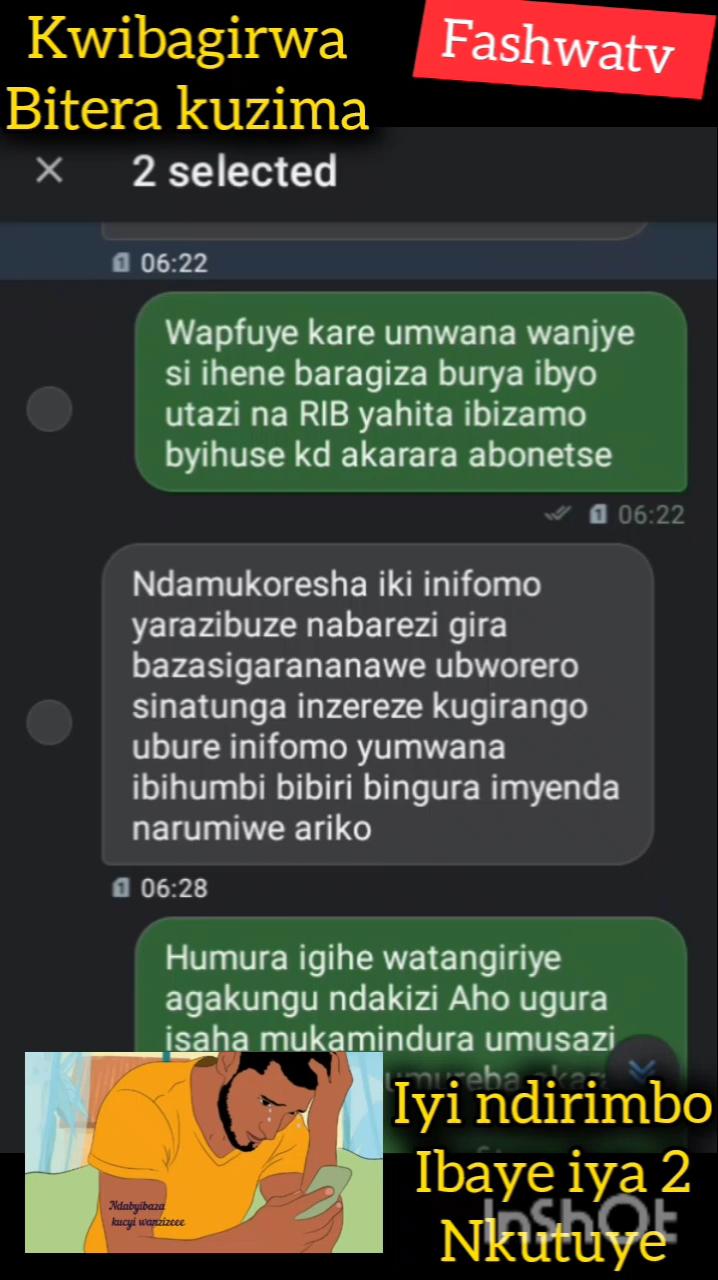 Kwibagirwa
Bitera kuzima
Fashwatv
2 selected
06:22
Wapfuye kare umwana wanjye
si ihene baragiza burya ibyo
utazi na RIB yahita ibizamo
byihuse kd akarara abonetse
06:22
Ndamukoresha iki inifomo
yarazibuze nabarezi gira
bazasigarananawe ubworero
sinatunga inzereze kugirango
ubure inifomo yumwana
ibihumbi bibiri bingura imyenda
narumiwe ariko
06:28
Humura igihe watangiriye
agakungu ndakizi Aho ugura
isaha mukamindura umusazi
umureba
Iyi ndirimbo
Ibaye iya 2
Nkutuye
InShOt
Ndabyibaza
kucyi wanzizeee